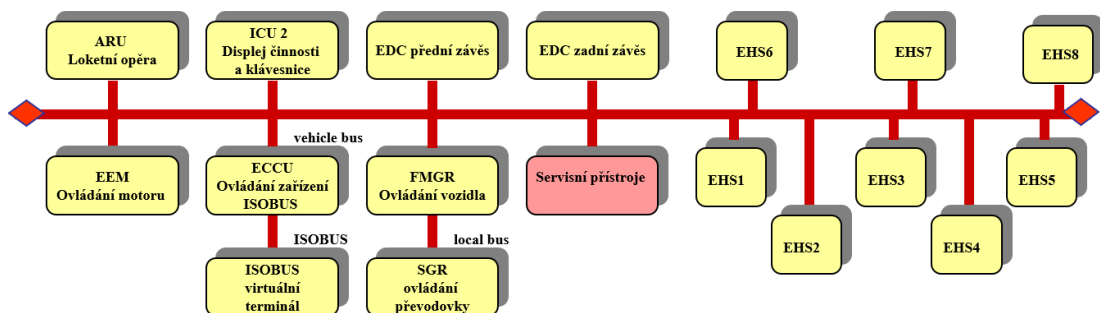 ARU
Loketní opěra
ICU 2
Displej činnosti
a klávesnice
EDC přední závěs
EDC zadní závěs
EHS6
EHS7
EHS8
vehicle bus
EEM
Ovládání motoru
ECCU
Ovládání zařízení
ISOBUS
FMGR
Ovládání vozidla
Servisní přístroje
EHS1
EHS2
EHS3
EHS4
EHS5
ISOBUS
local bus
ISOBUS
virtuální
terminál
SGR
ovládání
převodovky